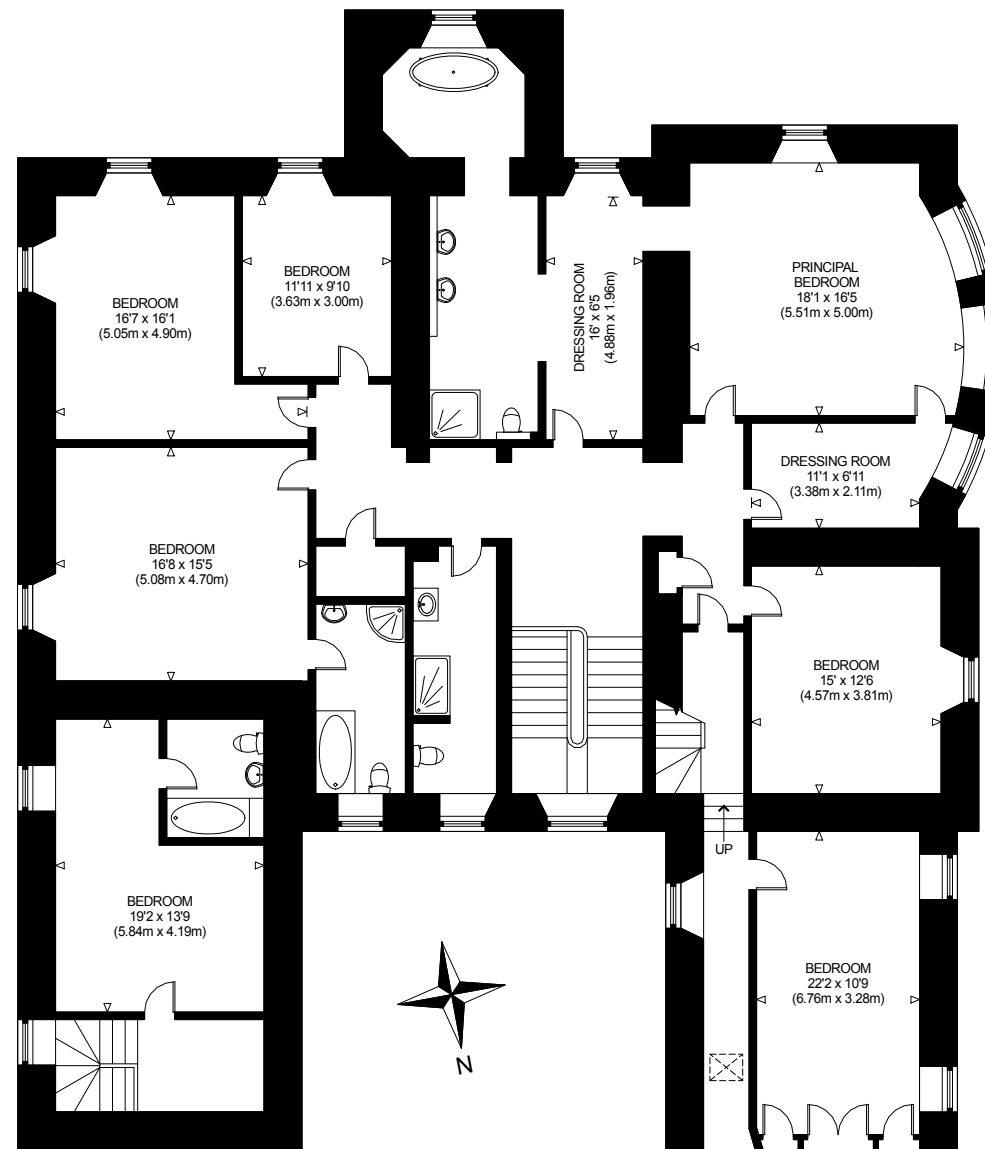 BEDROOM
11'11 x 9'10
(3.63m x 3.00m)
BEDROOM
16'7 x 16'1
(5.05m x 4.90m)
DRESSING ROOM
16' x 6'5
(4.88m x 1.96m)
PRINCIPAL
BEDROOM
18'1 x 16'5
(5.51m x 5.00m)
DRESSING ROOM
11'1 x 6'11
(3.38m x 2.11m)
BEDROOM
16'8 x 15'5
(5.08m x 4.70m)
BEDROOM
15' x 12'6
(4.57m x 3.81m)
UP
BEDROOM
19'2 x 13'9
(5.84m x 4.19m)
BEDROOM
22'2 x 10'9
(6.76m x 3.28m)
N